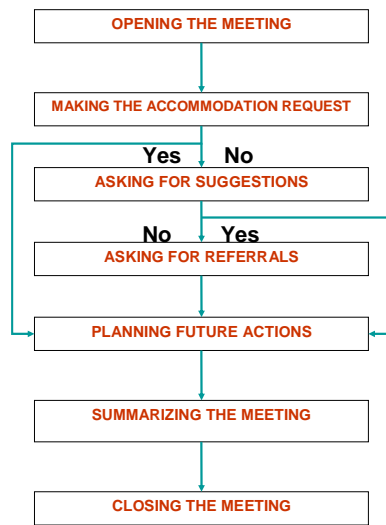 OPENING THE MEETING
MAKING THE ACCOMMODATION REQUEST
Yes No
ASKING FOR SUGGESTIONS
No Yes
ASKING FOR REFERRALS
PLANNING FUTURE ACTIONS
SUMMARIZING THE MEETING
CLOSING THE MEETING